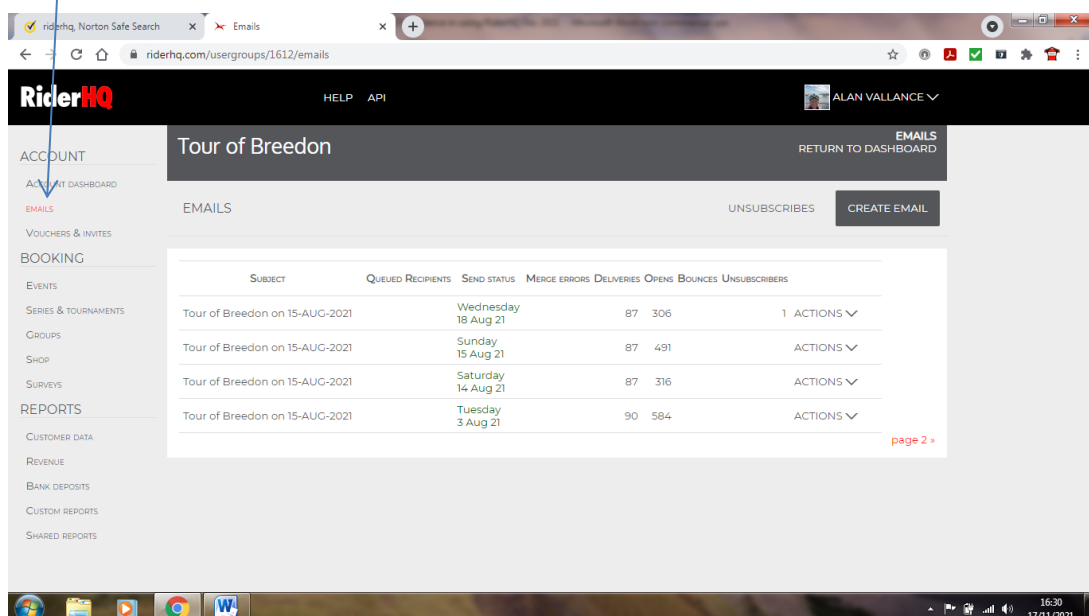 riderhq, Norton Safe Search
Emails
riderhq.com/usergroups/1612/emails
RiderHQ
HELP API
ALAN VALLANCE
Tour of Breedon
EMAILS
RETURN TO DASHBOARD
ACCOUNT
ACCOUNT DASHBOARD
EMAILS
VOUCHERS & INVITES
BOOKING
EVENTS
SERIES & TOURNAMENTS
GROUPS
SHOP
SURVEYS
REPORTS
CUSTOMER DATA
REVENUE
BANK DEPOSITS
CUSTOM REPORTS
SHARED REPORTS
EMAILS UNSUBSCRIBES CREATE EMAIL
SUBJECT QUEUED RECIPIENTS SEND STATUS MERGE ERRORS DELIVERIES OPENS BOUNCES UNSUBSCRIBERS
Tour of Breedon on 15-AUG-2021 Wednesday 18 Aug 21 87 306 1 ACTIONS
Tour of Breedon on 15-AUG-2021 Sunday 15 Aug 21 87 491 ACTIONS
Tour of Breedon on 15-AUG-2021 Saturday 14 Aug 21 87 316 ACTIONS
Tour of Breedon on 15-AUG-2021 Tuesday 3 Aug 21 90 584 ACTIONS
page 2 »
16:30
17/11/2021